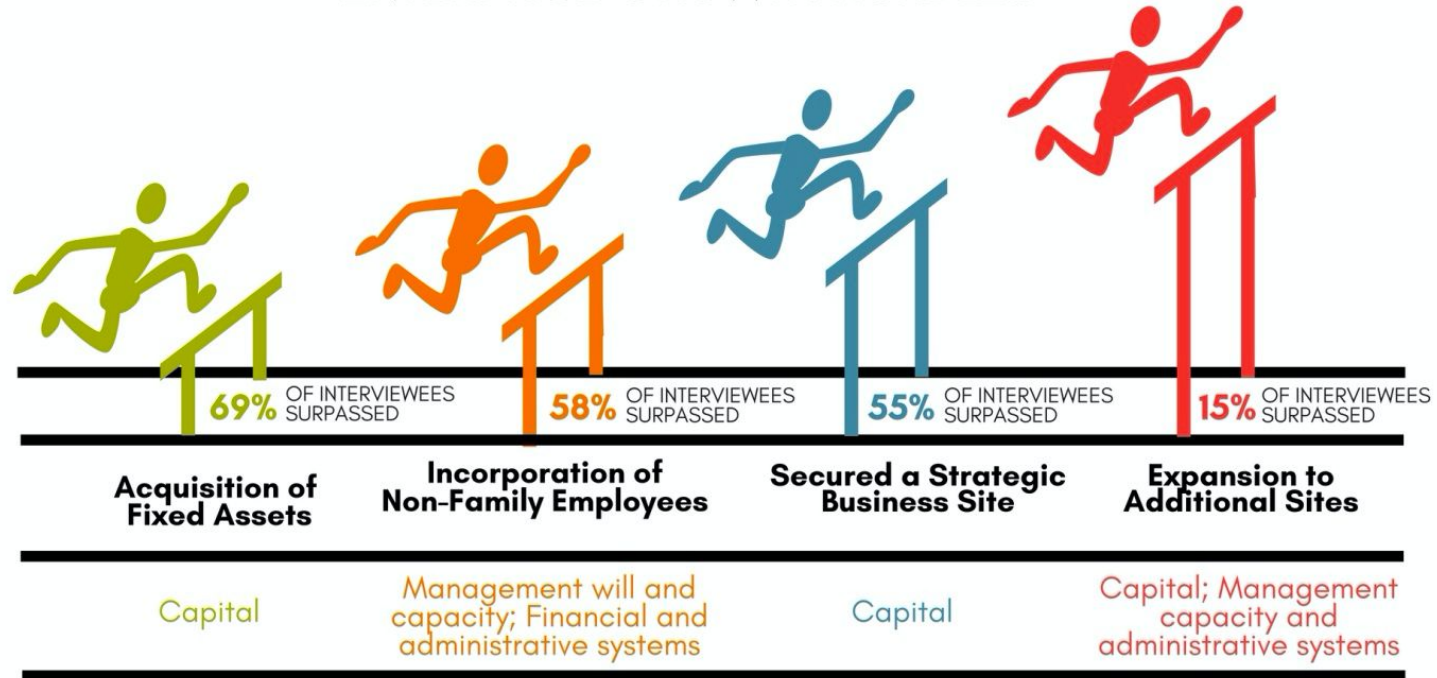 69% OF INTERVIEWEES
SURPASSED
58% OF INTERVIEWEES
SURPASSED
55% OF INTERVIEWEES
SURPASSED
15% OF INTERVIEWEES
SURPASSED
Acquisition of
Fixed Assets
Incorporation of
Non-Family Employees
Secured a Strategic
Business Site
Expansion to
Additional Sites
Capital
Management will and
capacity; Financial and
administrative systems
Capital
Capital; Management
capacity and
administrative systems